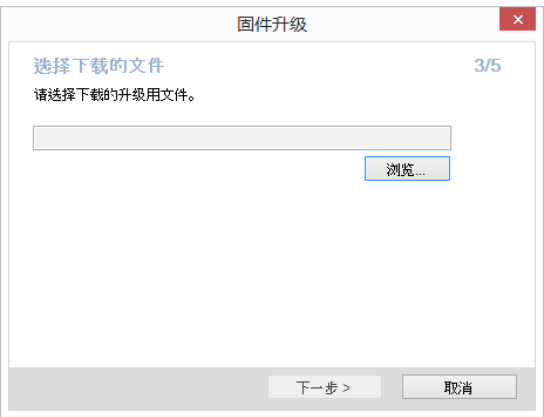 固件升级
选择下载的文件 3/5
请选择下载的升级用文件。
浏览...
下一步 > 取消